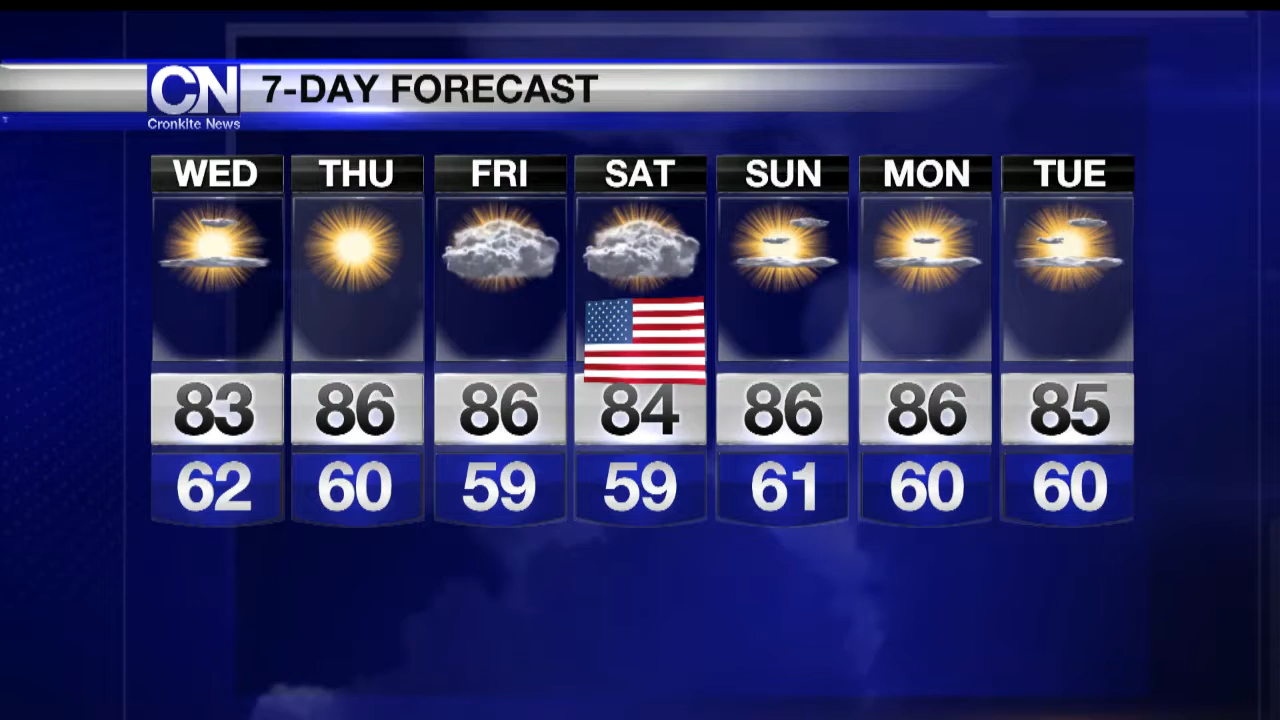 CN 7-DAY FORECAST
Cronkite News
WED THU FRI SAT SUN MON TUE
83 86 86 84 86 86 85
62 60 59 59 61 60 60